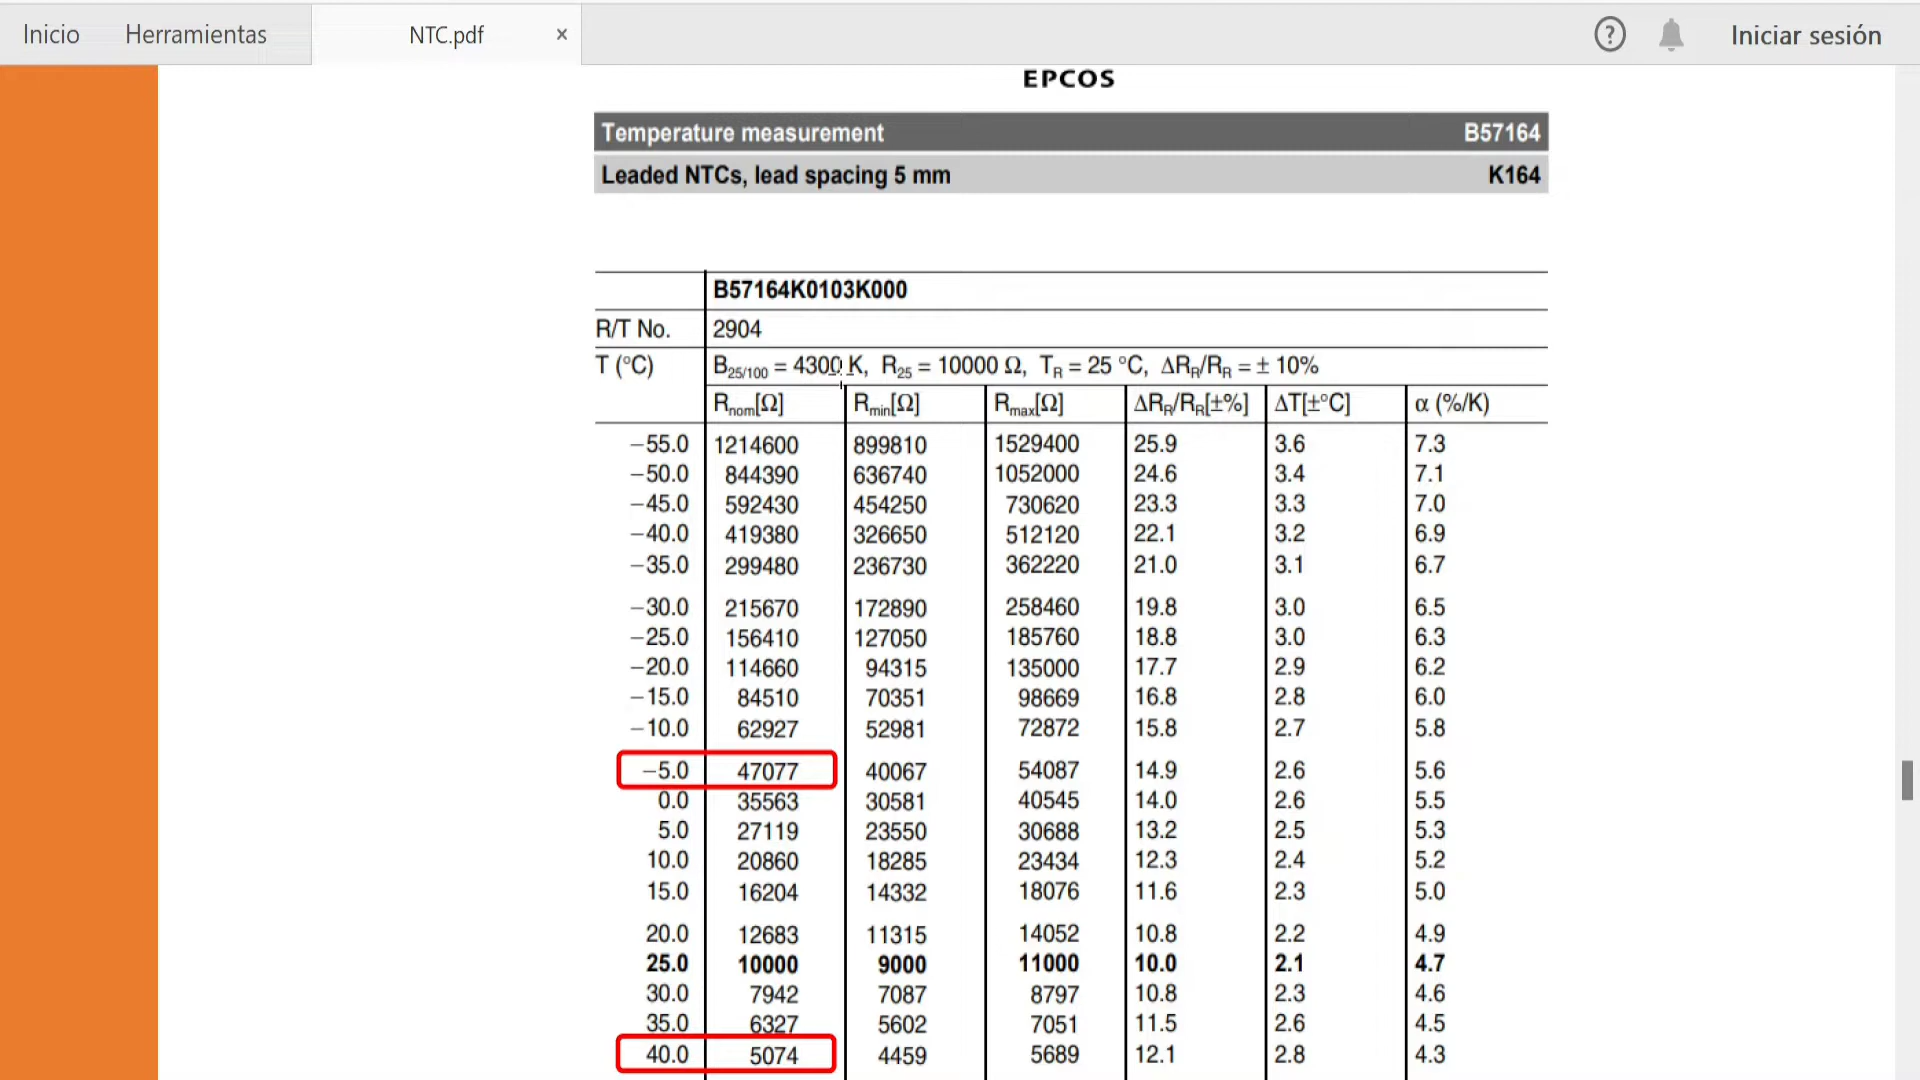 Inicio Herramientas NTC.pdf × ? Iniciar sesión
EPCOS
Temperature measurement B57164
Leaded NTCs, lead spacing 5 mm K164
B57164K0103K000
R/T No. 2904
T (°C) B25/100 = 4300 K, R25 = 10000 Ω, TR = 25 °C, ΔRR/RR = ± 10%
Rnom[Ω] Rmin[Ω] Rmax[Ω] ΔRR/RR[±%] ΔT[±°C] α (%/K)
−55.0 1214600 899810 1529400 25.9 3.6 7.3
−50.0 844390 636740 1052000 24.6 3.4 7.1
−45.0 592430 454250 730620 23.3 3.3 7.0
−40.0 419380 326650 512120 22.1 3.2 6.9
−35.0 299480 236730 362220 21.0 3.1 6.7
−30.0 215670 172890 258460 19.8 3.0 6.5
−25.0 156410 127050 185760 18.8 3.0 6.3
−20.0 114660 94315 135000 17.7 2.9 6.2
−15.0 84510 70351 98669 16.8 2.8 6.0
−10.0 62927 52981 72872 15.8 2.7 5.8
−5.0 47077 40067 54087 14.9 2.6 5.6
0.0 35563 30581 40545 14.0 2.6 5.5
5.0 27119 23550 30688 13.2 2.5 5.3
10.0 20860 18285 23434 12.3 2.4 5.2
15.0 16204 14332 18076 11.6 2.3 5.0
20.0 12683 11315 14052 10.8 2.2 4.9
25.0 10000 9000 11000 10.0 2.1 4.7
30.0 7942 7087 8797 10.8 2.3 4.6
35.0 6327 5602 7051 11.5 2.6 4.5
40.0 5074 4459 5689 12.1 2.8 4.3